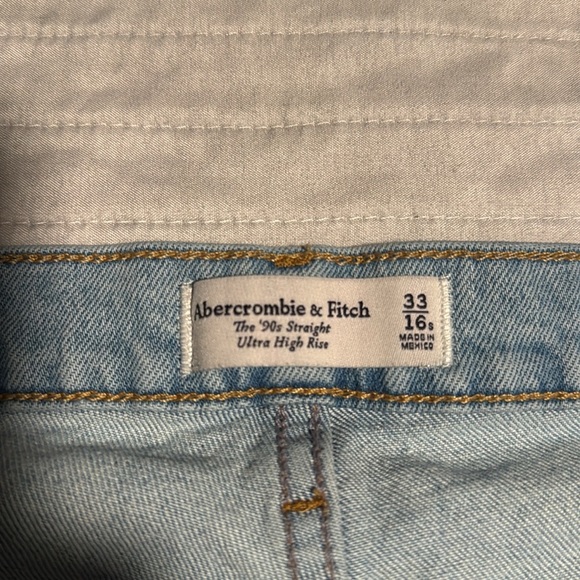 Abercrombie & Fitch
The '90s Straight
Ultra High Rise
33
16s
MADE IN
MEXICO